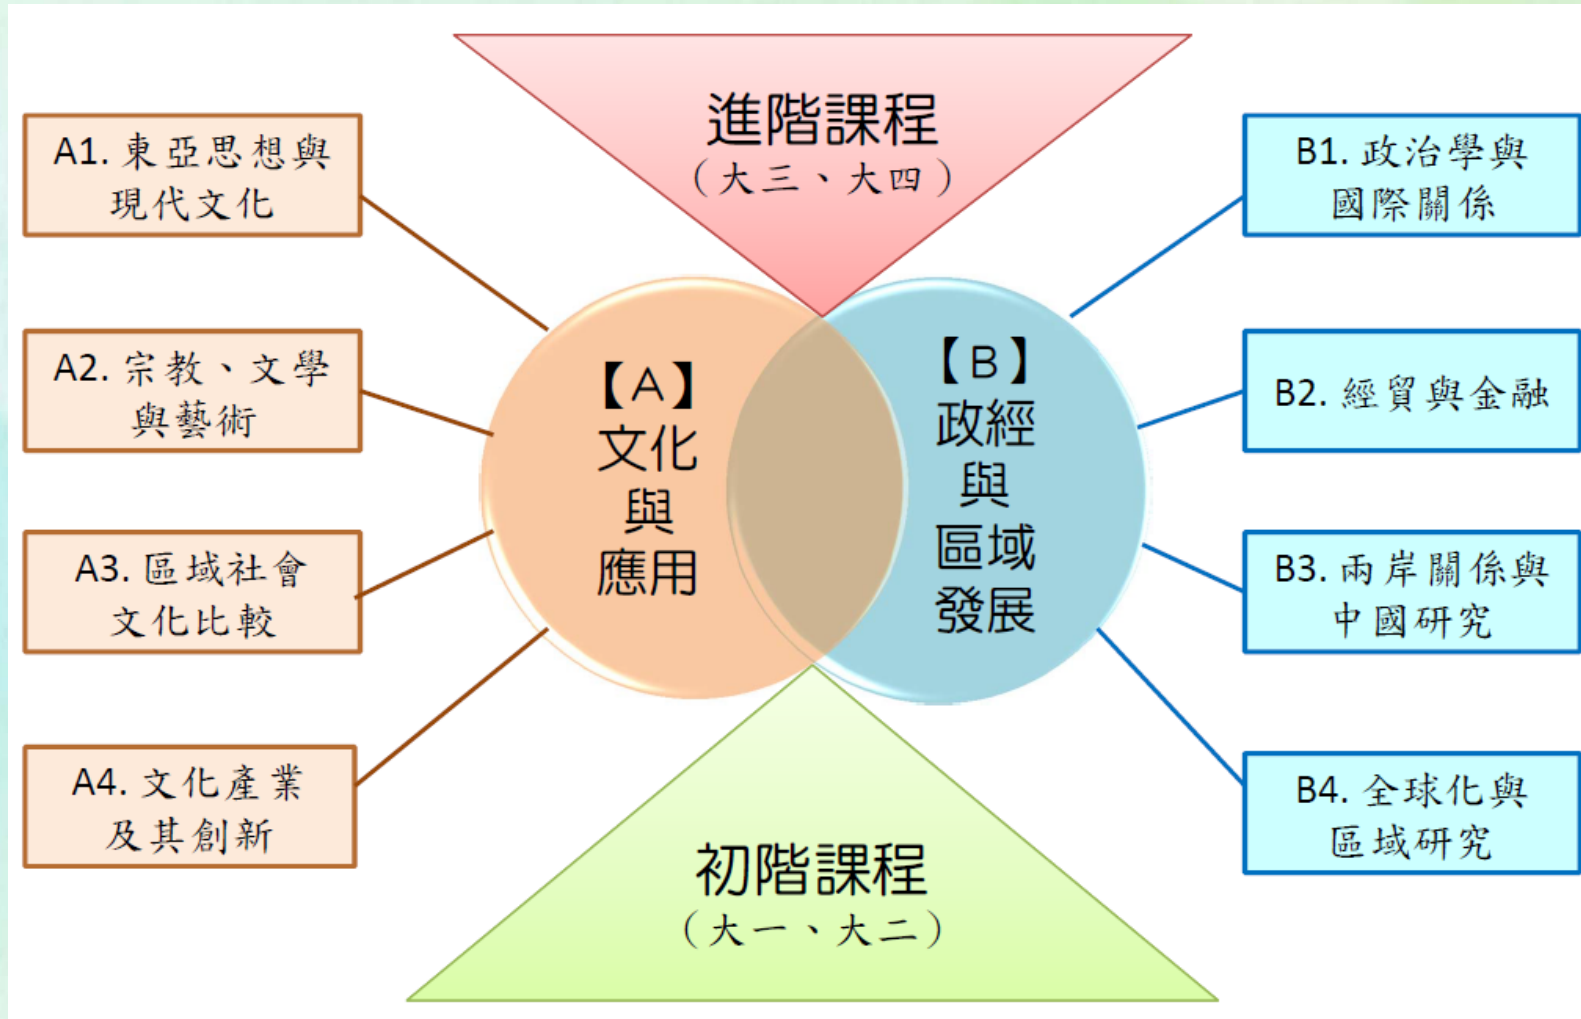 進階課程
（大三、大四）
A1. 東亞思想與
現代文化
A2. 宗教、文學
與藝術
A3. 區域社會
文化比較
A4. 文化產業
及其創新
【A】
文化
與
應用
【B】
政經
與
區域
發展
B1. 政治學與
國際關係
B2. 經貿與金融
B3. 兩岸關係與
中國研究
B4. 全球化與
區域研究
初階課程
（大一、大二）